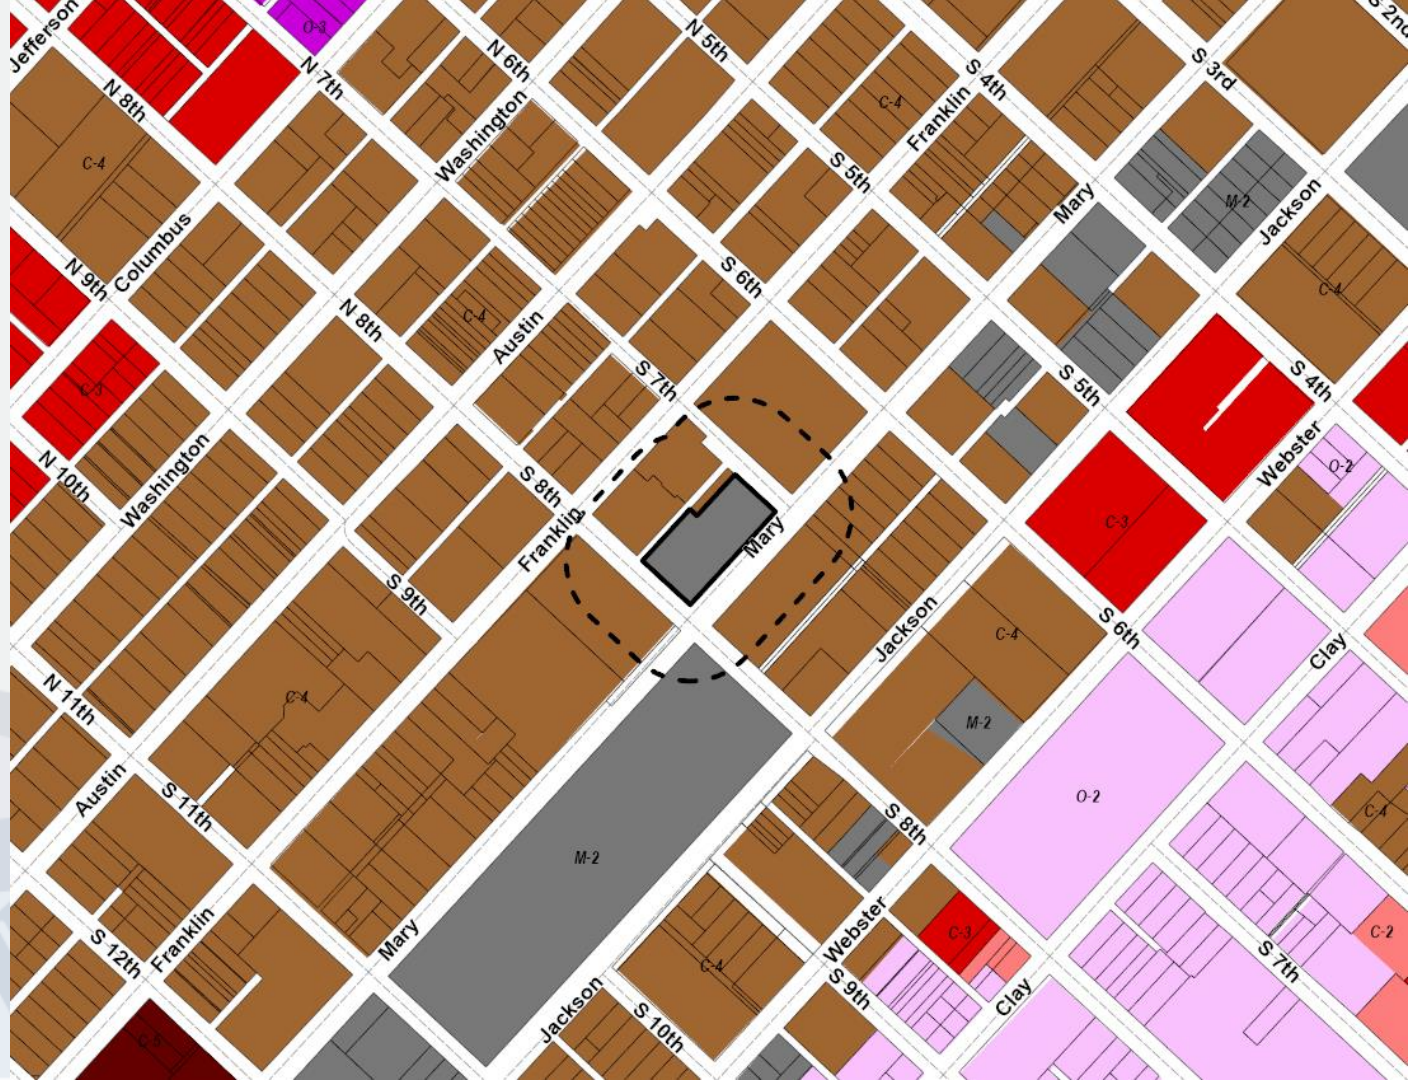 Jefferson
O-3
N 7th
N 6th
N 5th
S 4th
S 3rd
S 2nd
N 8th
Washington
C-4
Franklin
C-4
S 5th
Mary
M-2
Jackson
Columbus
N 9th
S 6th
C-4
N 8th
C-4
Austin
S 7th
S 5th
S 4th
C-3
Webster
O-2
N 10th
Washington
S 8th
Franklin
Mary
C-3
S 9th
Jackson
C-4
S 6th
Clay
N 11th
C-4
M-2
Austin
S 11th
O-2
S 8th
C-4
M-2
S 12th
Franklin
Mary
C-4
Webster
C-3
C-2
S 7th
S 9th
Clay
Jackson
S 10th
C-5